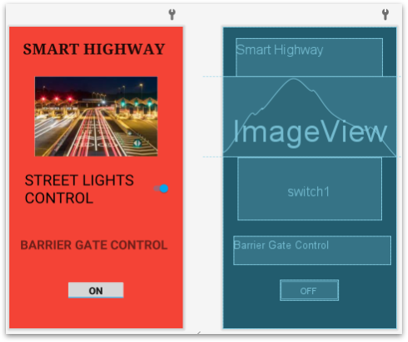 SMART HIGHWAY
STREET LIGHTS
CONTROL
BARRIER GATE CONTROL
ON
Smart Highway
ImageView
switch1
Barrier Gate Control
OFF